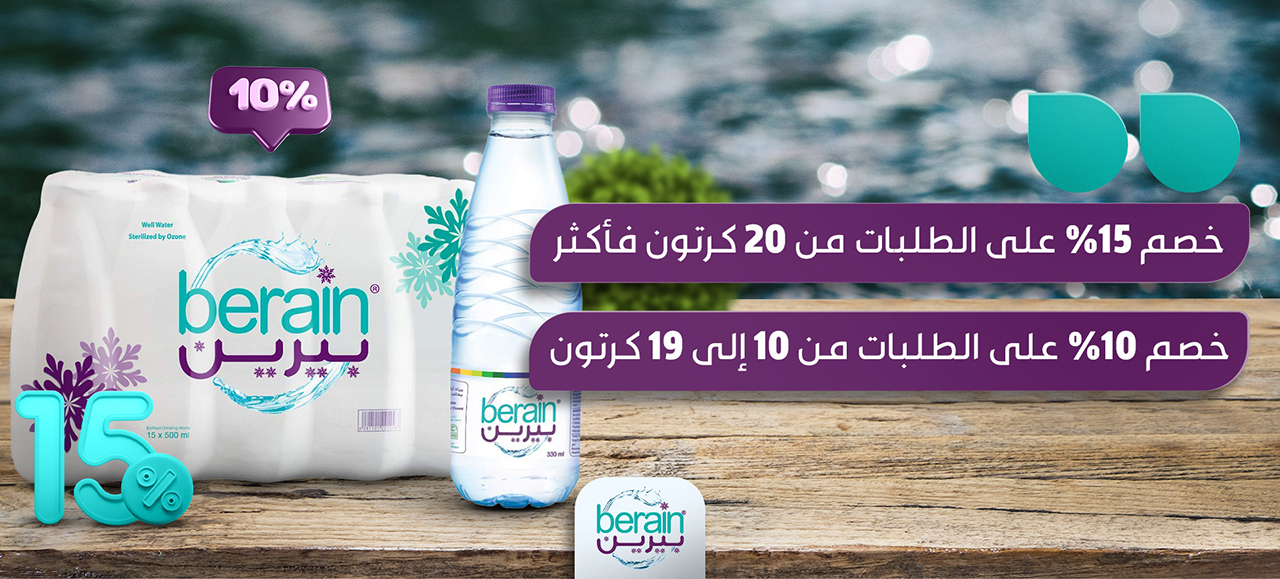 10%
Well Water
Sterilized by Ozone
berain®
بيرين
15 x 500 ml
15%
berain
بيرين
330 ml
خصم 15% على الطلبات من 20 كرتون فأكثر
خصم 10% على الطلبات من 10 إلى 19 كرتون
berain
بيرين